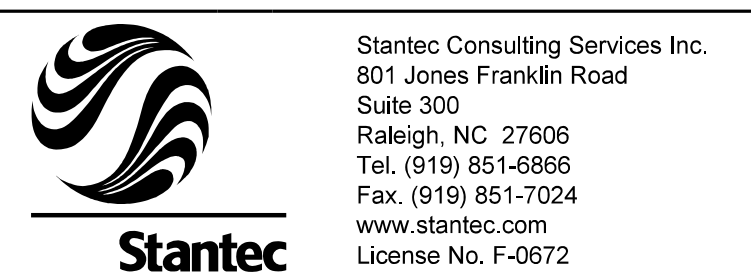 Stantec
Stantec Consulting Services Inc.
801 Jones Franklin Road
Suite 300
Raleigh, NC  27606
Tel. (919) 851-6866
Fax. (919) 851-7024
www.stantec.com
License No. F-0672